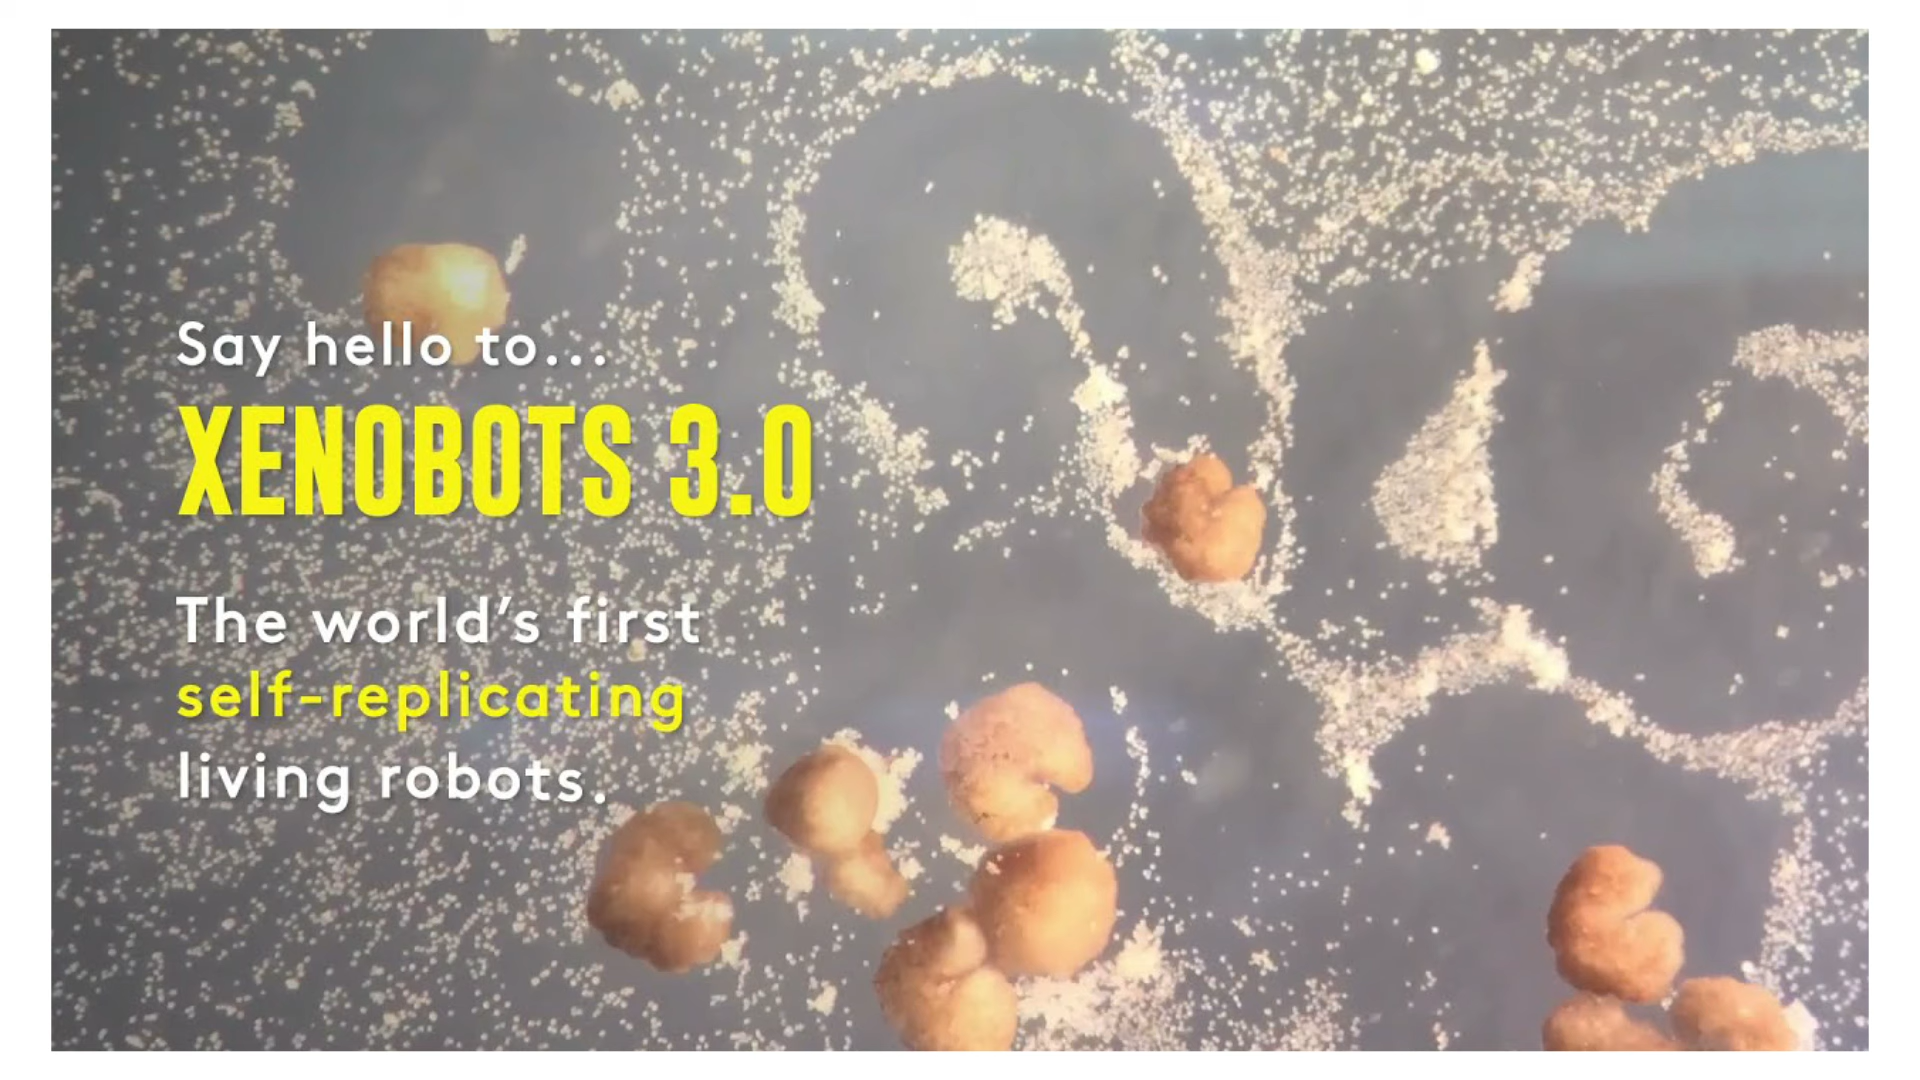 Say hello to...
XENOBOTS 3.0
The world's first
self-replicating
living robots.